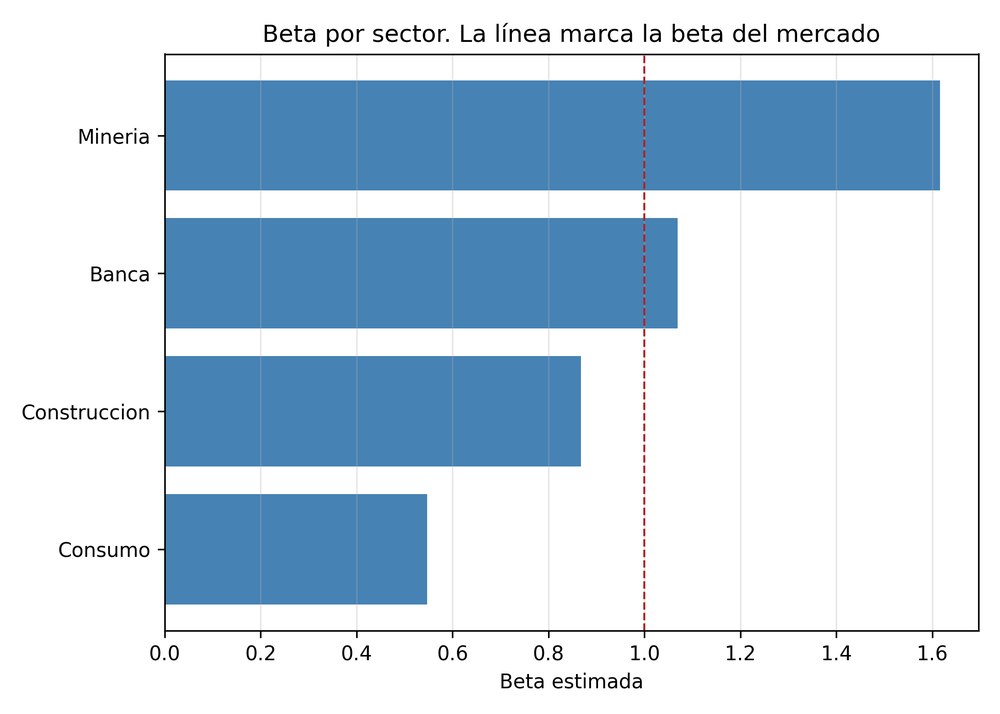 Beta por sector. La línea marca la beta del mercado
Mineria
Banca
Construccion
Consumo
0.0 0.2 0.4 0.6 0.8 1.0 1.2 1.4 1.6
Beta estimada